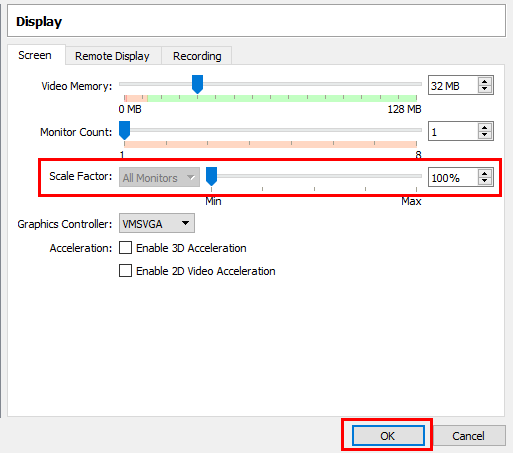 Display
Screen Remote Display Recording
Video Memory: 32 MB
0 MB 128 MB
Monitor Count: 1
1 8
Scale Factor: All Monitors 100%
Min Max
Graphics Controller: VMSVGA
Acceleration: Enable 3D Acceleration
Enable 2D Video Acceleration
OK Cancel